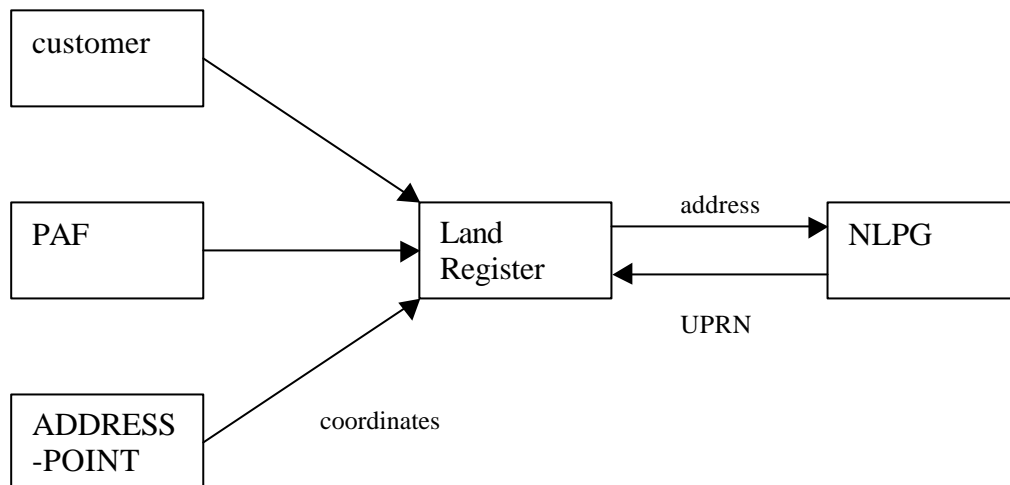 customer
PAF
Land
Register
address
NLPG
UPRN
ADDRESS
-POINT
coordinates